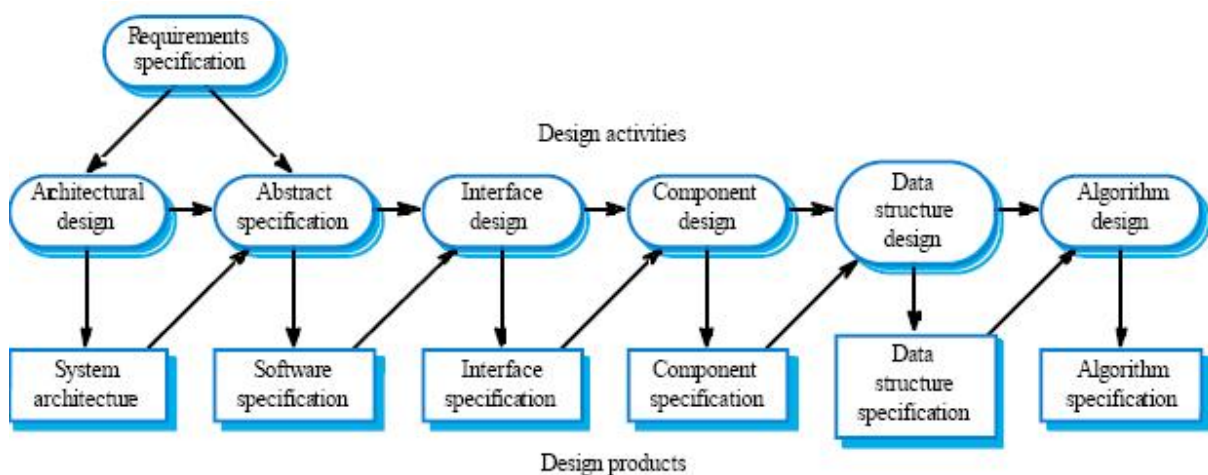 Requirements
specification
Design activities
Architectural
design
Abstract
specification
Interface
design
Component
design
Data
structure
design
Algorithm
design
System
architecture
Software
specification
Interface
specification
Component
specification
Data
structure
specification
Algorithm
specification
Design products